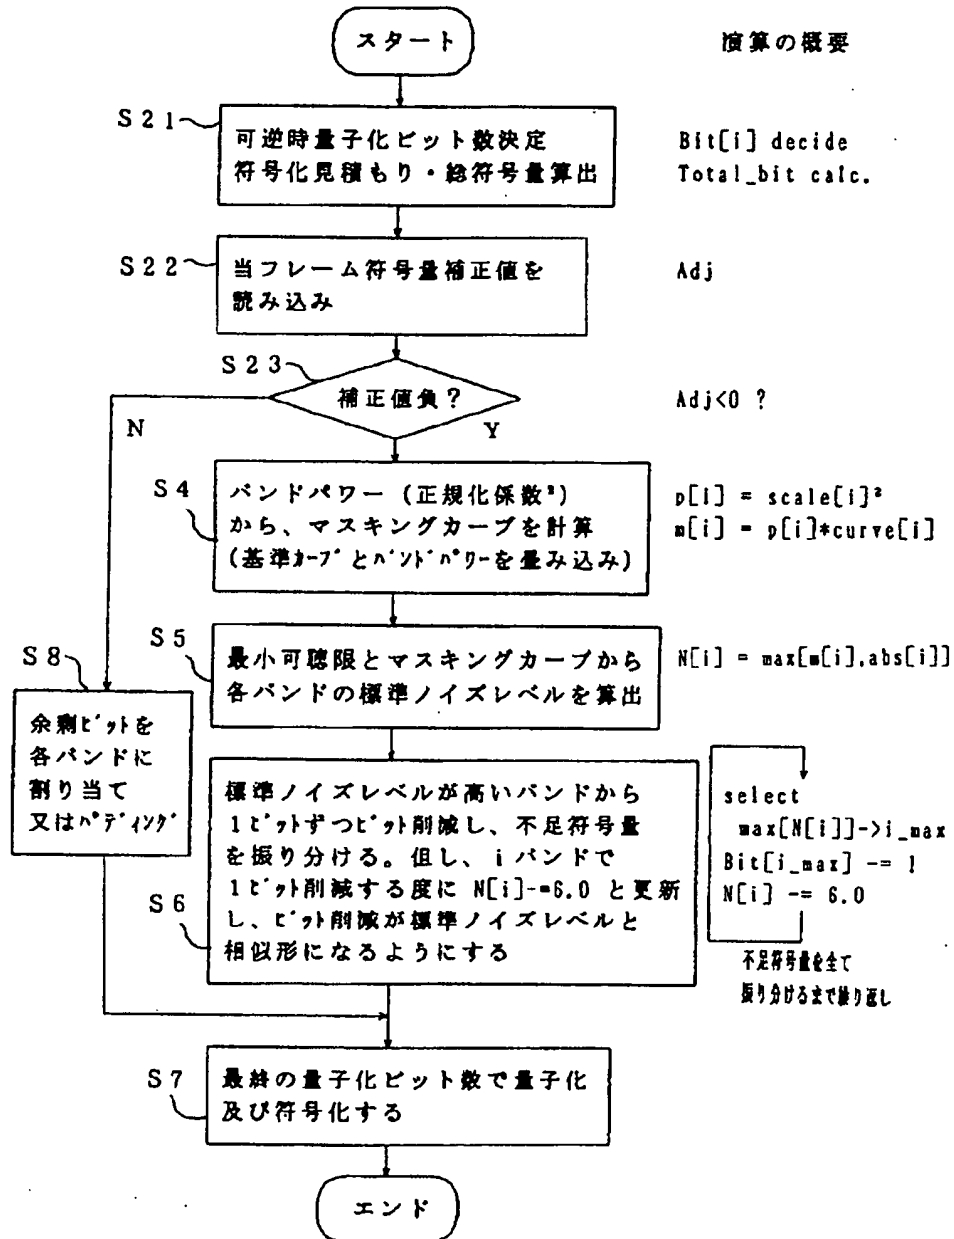 スタート
演算の概要
S21
可逆時量子化ビット数決定
符号化見積もり・総符号量算出
Bit[i] decide
Total_bit calc.
S22
当フレーム符号量補正値を
読み込み
Adj
S23
補正値負?
Adj<0 ?
N
Y
S4
バンドパワー(正規化係数²)
から、マスキングカーブを計算
(基準カーブとバンドパワーを畳み込み)
p[i] = scale[i]²
m[i] = p[i]*curve[i]
S5
最小可聴限とマスキングカーブから
各バンドの標準ノイズレベルを算出
N[i] = max[m[i],abs[i]]
S8
余剰ビットを
各バンドに
割り当て
又はパディング
標準ノイズレベルが高いバンドから
1ビットずつビット削減し、不足符号量
を振り分ける。但し、iバンドで
1ビット削減する度に N[i]-=6.0 と更新
し、ビット削減が標準ノイズレベルと
相似形になるようにする
S6
select
max[N[i]]->i_max
Bit[i_max] -= 1
N[i] -= 6.0
不足符号量を全て
振り分けるまで繰り返し
S7
最終の量子化ビット数で量子化
及び符号化する
エンド